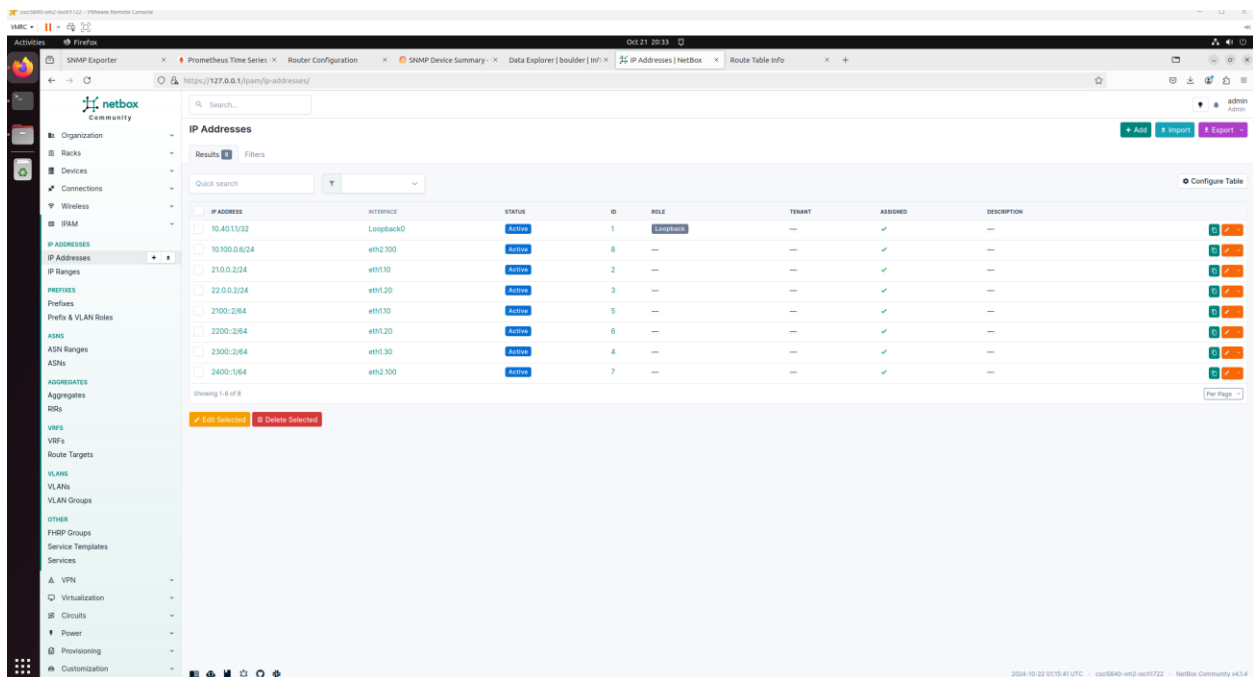 csci5840-vm2-isch1722 - VMware Remote Console
VMRC
Activities Firefox Oct 21 20:33
SNMP Exporter × Prometheus Time Series × Router Configuration × SNMP Device Summary - × Data Explorer | boulder | Infl × IP Addresses | NetBox × Route Table Info × +
https://127.0.0.1/ipam/ip-addresses/
netbox
Community
Search...
admin
Admin
IP Addresses
+ Add Import Export
Results 8 Filters
Quick search
Configure Table
Organization
Racks
Devices
Connections
Wireless
IPAM
IP ADDRESSES
IP Addresses
IP Ranges
PREFIXES
Prefixes
Prefix & VLAN Roles
ASNS
ASN Ranges
ASNs
AGGREGATES
Aggregates
RIRs
VRFS
VRFs
Route Targets
VLANS
VLANs
VLAN Groups
OTHER
FHRP Groups
Service Templates
Services
VPN
Virtualization
Circuits
Power
Provisioning
Customization
IP ADDRESS INTERFACE STATUS ID ROLE TENANT ASSIGNED DESCRIPTION
10.40.1.1/32 Loopback0 Active 1 Loopback — ✓ —
10.100.0.6/24 eth2.100 Active 8 — — ✓ —
21.0.0.2/24 eth1.10 Active 2 — — ✓ —
22.0.0.2/24 eth1.20 Active 3 — — ✓ —
2100::2/64 eth1.10 Active 5 — — ✓ —
2200::2/64 eth1.20 Active 6 — — ✓ —
2300::2/64 eth1.30 Active 4 — — ✓ —
2400::1/64 eth2.100 Active 7 — — ✓ —
Showing 1-8 of 8
Per Page
Edit Selected Delete Selected
2024-10-22 01:15:41 UTC csci5840-vm2-isch1722 NetBox Community v4.1.4